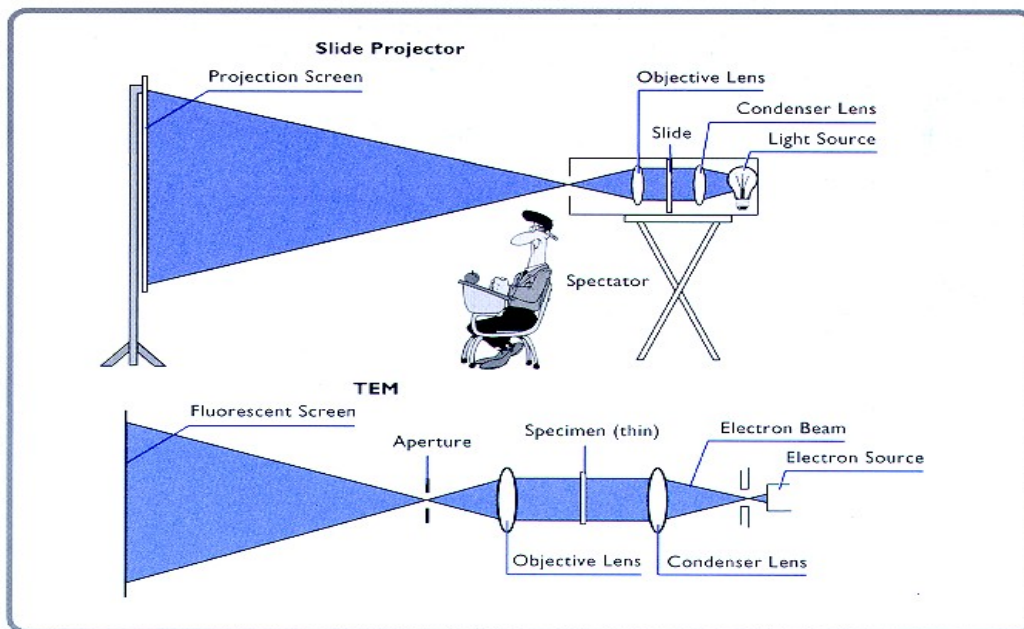 Slide Projector
Projection Screen
Objective Lens
Condenser Lens
Slide
Light Source
Spectator
TEM
Fluorescent Screen
Aperture
Specimen (thin)
Electron Beam
Electron Source
Objective Lens
Condenser Lens